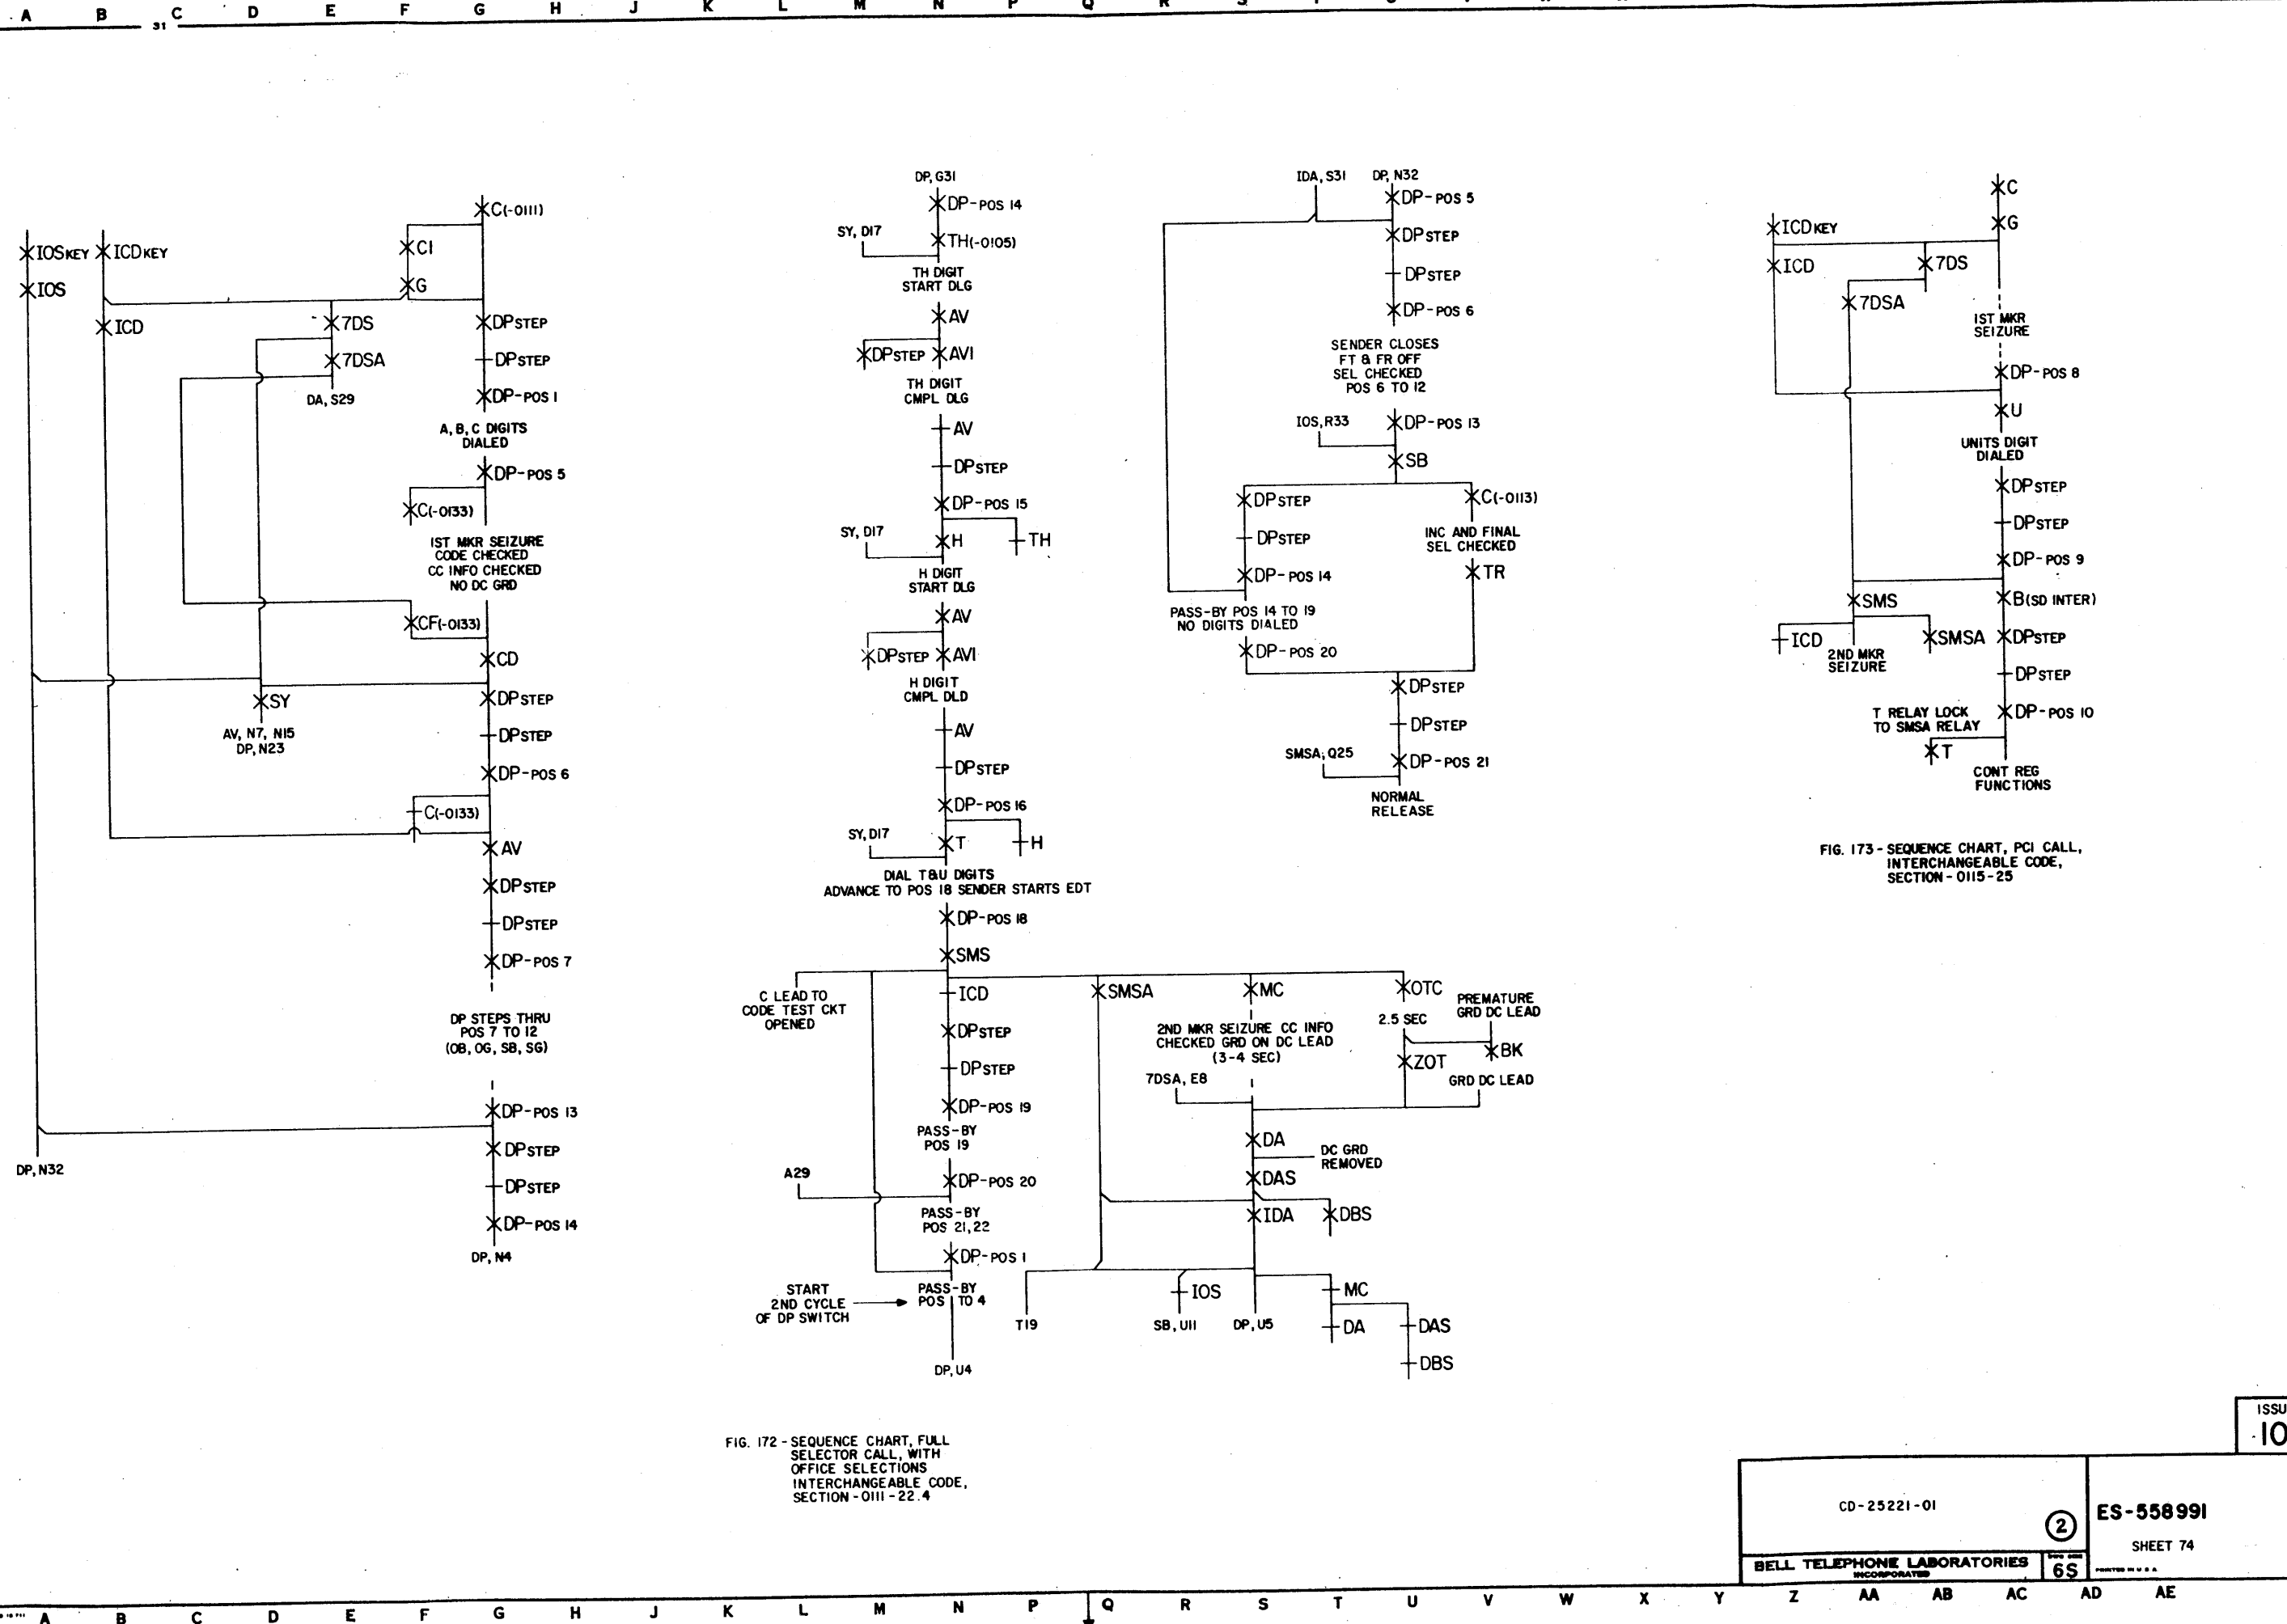 A B C D E F G H J K L M N P Q R S
31
IOS KEY
IOS
ICD KEY
ICD
C(-0111)
CI
G
7DS
7DSA
DA, S29
DP STEP
DP STEP
DP-POS 1
A, B, C DIGITS
DIALED
DP-POS 5
C(-0133)
1ST MKR SEIZURE
CODE CHECKED
CC INFO CHECKED
NO DC GRD
CF(-0133)
CD
SY
AV, N7, N15
DP, N23
DP STEP
DP STEP
DP-POS 6
C(-0133)
AV
DP STEP
DP STEP
DP-POS 7
DP STEPS THRU
POS 7 TO 12
(OB, OG, SB, SG)
DP-POS 13
DP STEP
DP STEP
DP-POS 14
DP, N4
DP, N32
DP, G31
DP-POS 14
SY, D17
TH(-0105)
TH DIGIT
START DLG
AV
DP STEP
AVI
TH DIGIT
CMPL DLG
AV
DP STEP
DP-POS 15
SY, D17
H
TH
H DIGIT
START DLG
AV
DP STEP
AVI
H DIGIT
CMPL DLD
AV
DP STEP
DP-POS 16
SY, D17
T
H
DIAL T&U DIGITS
ADVANCE TO POS 18 SENDER STARTS EDT
DP-POS 18
SMS
C LEAD TO
CODE TEST CKT
OPENED
ICD
DP STEP
DP STEP
DP-POS 19
PASS-BY
POS 19
A29
DP-POS 20
PASS-BY
POS 21, 22
DP-POS 1
START
2ND CYCLE
OF DP SWITCH
PASS-BY
POS 1 TO 4
DP, U4
SMSA
MC
OTC
2.5 SEC
PREMATURE
GRD DC LEAD
2ND MKR SEIZURE CC INFO
CHECKED GRD ON DC LEAD
(3-4 SEC)
ZOT
BK
GRD DC LEAD
7DSA, E8
DA
DC GRD
REMOVED
DAS
IDA
DBS
T19
IOS
SB, U11
DP, U5
MC
DA
DAS
DBS
IDA, S31
DP, N32
DP-POS 5
DP STEP
DP STEP
DP-POS 6
SENDER CLOSES
FT & FR OFF
SEL CHECKED
POS 6 TO 12
IOS, R33
DP-POS 13
SB
DP STEP
C(-0113)
DP STEP
INC AND FINAL
SEL CHECKED
DP-POS 14
TR
PASS-BY POS 14 TO 19
NO DIGITS DIALED
DP-POS 20
DP STEP
DP STEP
SMSA, Q25
DP-POS 21
NORMAL
RELEASE
C
G
ICD KEY
ICD
7DS
7DSA
1ST MKR
SEIZURE
DP-POS 8
U
UNITS DIGIT
DIALED
DP STEP
DP STEP
DP-POS 9
SMS
B(SD INTER)
ICD
2ND MKR
SEIZURE
SMSA
DP STEP
DP STEP
T RELAY LOCK
TO SMSA RELAY
DP-POS 10
T
CONT REG
FUNCTIONS
FIG. 173 - SEQUENCE CHART, PCI CALL,
INTERCHANGEABLE CODE,
SECTION-0115-25
FIG. 172 - SEQUENCE CHART, FULL
SELECTOR CALL, WITH
OFFICE SELECTIONS
INTERCHANGEABLE CODE,
SECTION-0111-22.4
ISSU
10
CD-25221-01
2
ES-558991
SHEET 74
BELL TELEPHONE LABORATORIES
INCORPORATED
6S
PRINTED IN U S A
A B C D E F G H J K L M N P Q R S T U V W X Y Z AA AB AC AD AE